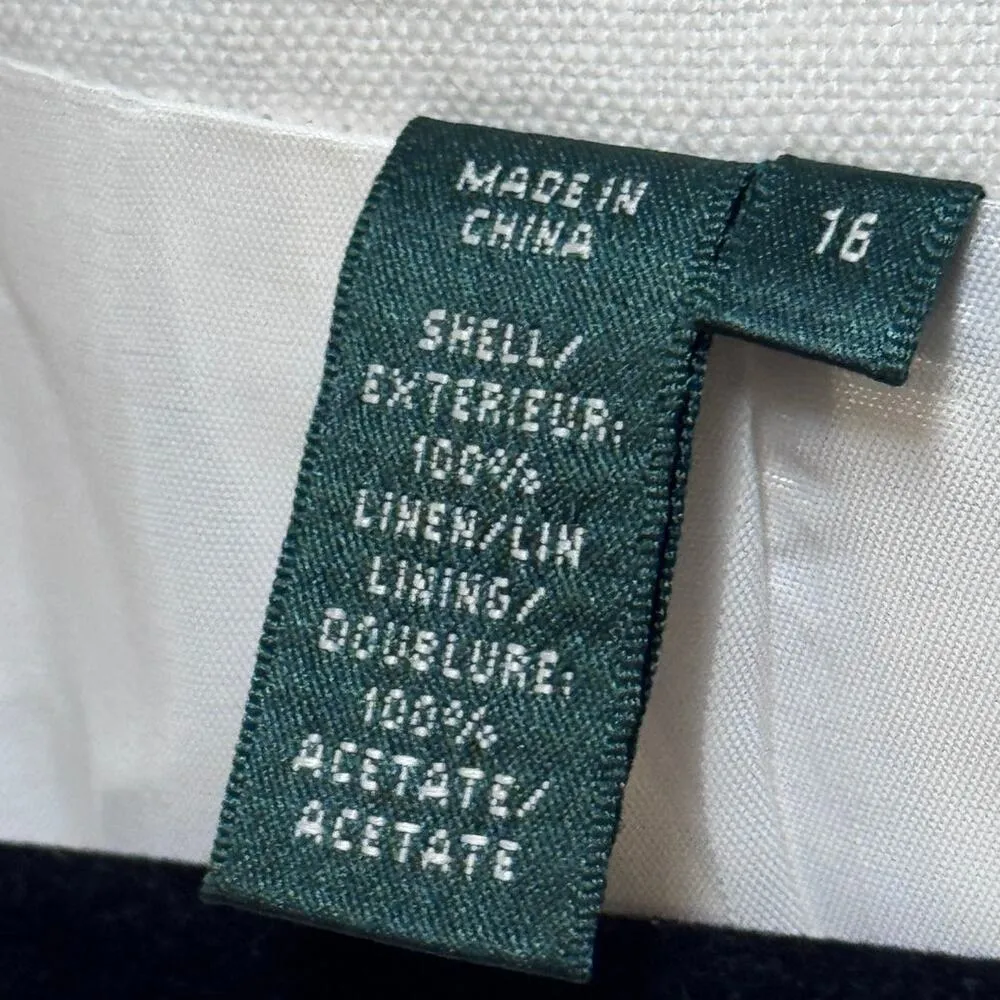 MADE IN
CHINA
16
SHELL/
EXTERIEUR:
100%
LINEN/LIN
LINING/
DOUBLURE:
100%
ACETATE/
ACETATE